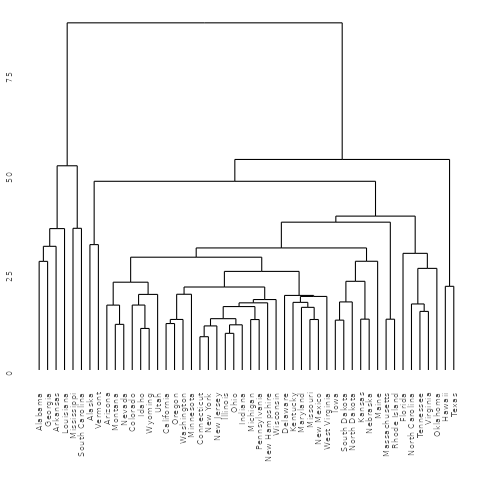 75
50
25
0
Alabama
Georgia
Arkansas
Louisiana
Mississippi
South Carolina
Alaska
Vermont
Arizona
Montana
Nevada
Colorado
Idaho
Wyoming
Utah
California
Oregon
Washington
Minnesota
Connecticut
New York
New Jersey
Illinois
Ohio
Indiana
Michigan
Pennsylvania
New Hampshire
Wisconsin
Delaware
Kentucky
Maryland
Missouri
New Mexico
West Virginia
Iowa
South Dakota
North Dakota
Kansas
Nebraska
Maine
Massachusetts
Rhode Island
Florida
North Carolina
Tennessee
Virginia
Oklahoma
Hawaii
Texas